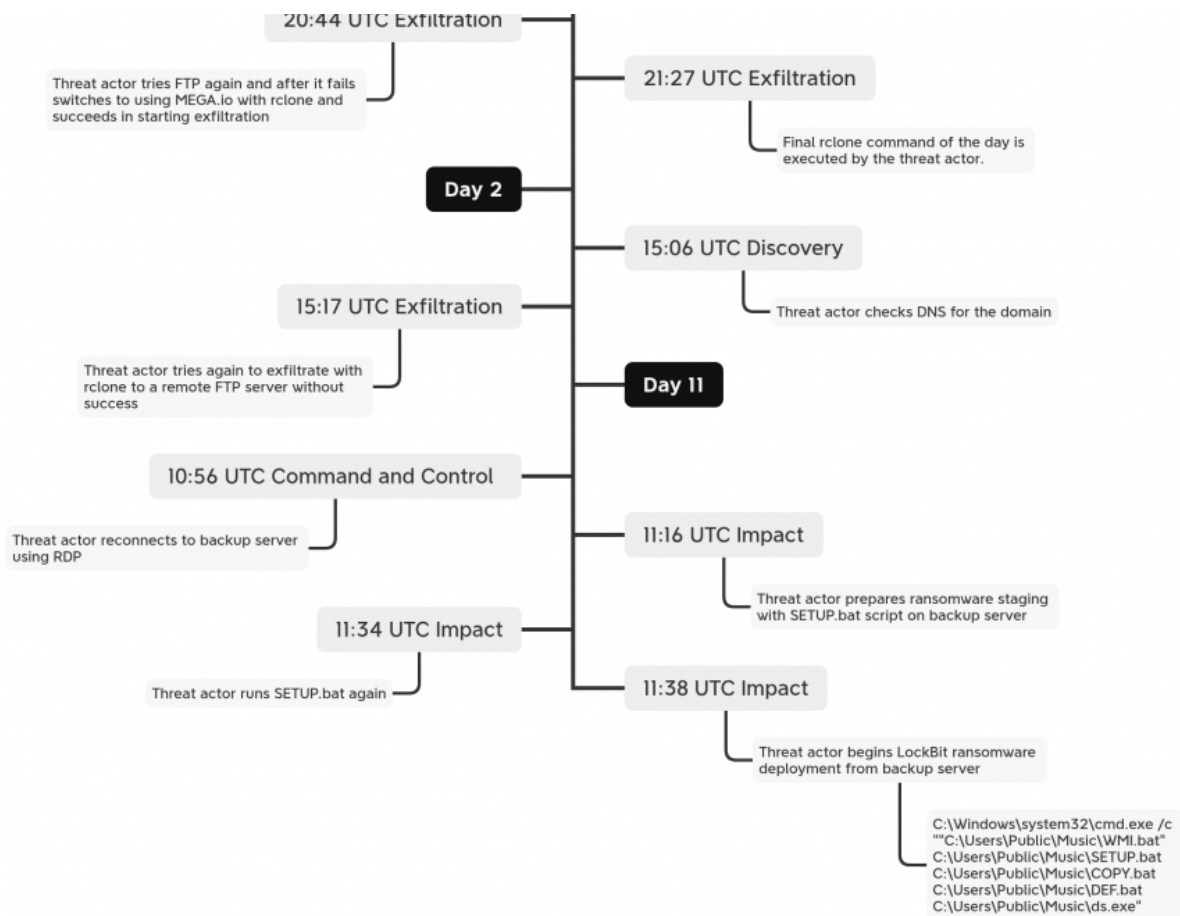 20:44 UTC Exfiltration
Threat actor tries FTP again and after it fails
switches to using MEGA.io with rclone and
succeeds in starting exfiltration
21:27 UTC Exfiltration
Final rclone command of the day is
executed by the threat actor.
Day 2
15:06 UTC Discovery
Threat actor checks DNS for the domain
15:17 UTC Exfiltration
Threat actor tries again to exfiltrate with
rclone to a remote FTP server without
success
Day 11
10:56 UTC Command and Control
Threat actor reconnects to backup server
using RDP
11:16 UTC Impact
Threat actor prepares ransomware staging
with SETUP.bat script on backup server
11:34 UTC Impact
Threat actor runs SETUP.bat again
11:38 UTC Impact
Threat actor begins LockBit ransomware
deployment from backup server
C:\Windows\system32\cmd.exe /c
""C:\Users\Public\Music\WMI.bat"
C:\Users\Public\Music\SETUP.bat
C:\Users\Public\Music\COPY.bat
C:\Users\Public\Music\DEF.bat
C:\Users\Public\Music\ds.exe"